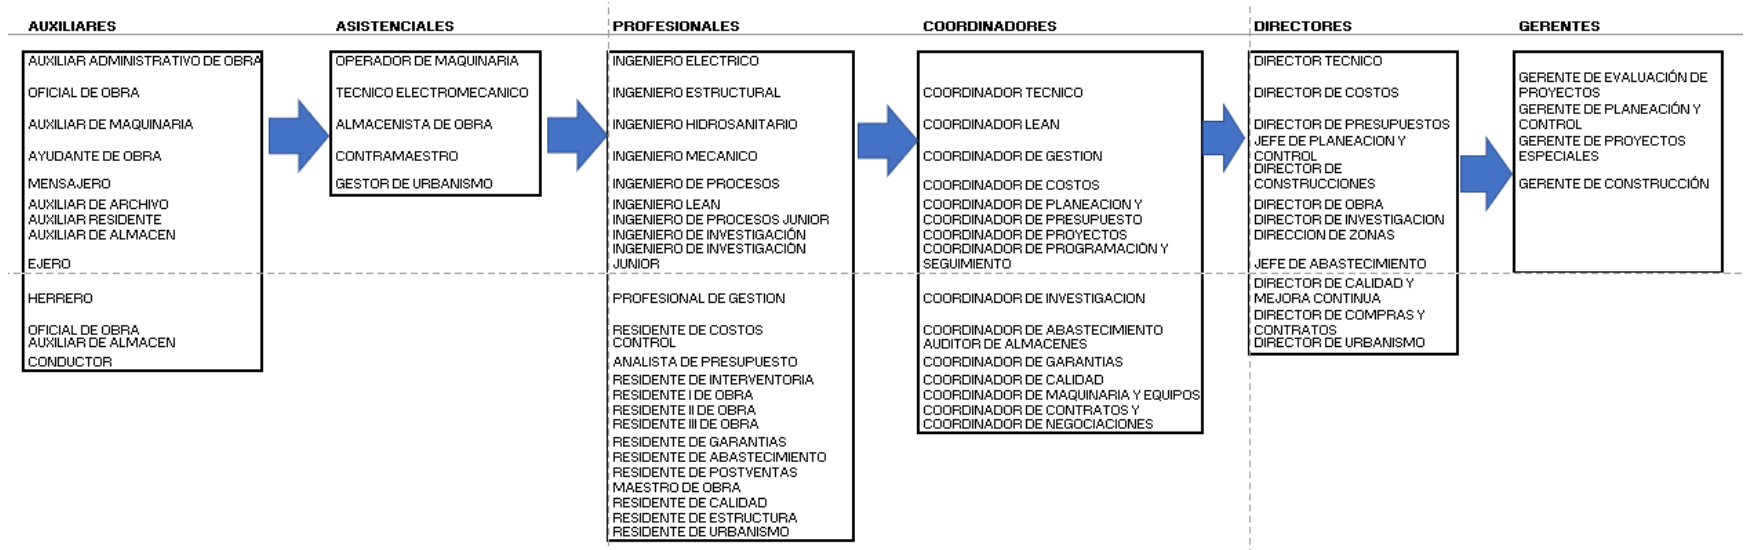 AUXILIARES
AUXILIAR ADMINISTRATIVO DE OBRA
OFICIAL DE OBRA
AUXILIAR DE MAQUINARIA
AYUDANTE DE OBRA
MENSAJERO
AUXILIAR DE ARCHIVO
AUXILIAR RESIDENTE
AUXILIAR DE ALMACEN
EJERO
HERRERO
OFICIAL DE OBRA
AUXILIAR DE ALMACEN
CONDUCTOR
ASISTENCIALES
OPERADOR DE MAQUINARIA
TECNICO ELECTROMECANICO
ALMACENISTA DE OBRA
CONTRAMAESTRO
GESTOR DE URBANISMO
PROFESIONALES
INGENIERO ELECTRICO
INGENIERO ESTRUCTURAL
INGENIERO HIDROSANITARIO
INGENIERO MECANICO
INGENIERO DE PROCESOS
INGENIERO LEAN
INGENIERO DE PROCESOS JUNIOR
INGENIERO DE INVESTIGACIÓN
INGENIERO DE INVESTIGACIÓN
JUNIOR
PROFESIONAL DE GESTION
RESIDENTE DE COSTOS
CONTROL
ANALISTA DE PRESUPUESTO
RESIDENTE DE INTERVENTORIA
RESIDENTE I DE OBRA
RESIDENTE II DE OBRA
RESIDENTE III DE OBRA
RESIDENTE DE GARANTIAS
RESIDENTE DE ABASTECIMIENTO
RESIDENTE DE POSTVENTAS
MAESTRO DE OBRA
RESIDENTE DE CALIDAD
RESIDENTE DE ESTRUCTURA
RESIDENTE DE URBANISMO
COORDINADORES
COORDINADOR TECNICO
COORDINADOR LEAN
COORDINADOR DE GESTION
COORDINADOR DE COSTOS
COORDINADOR DE PLANEACION Y
COORDINADOR DE PRESUPUESTO
COORDINADOR DE PROYECTOS
COORDINADOR DE PROGRAMACIÓN Y
SEGUIMIENTO
COORDINADOR DE INVESTIGACION
COORDINADOR DE ABASTECIMIENTO
AUDITOR DE ALMACENES
COORDINADOR DE GARANTIAS
COORDINADOR DE CALIDAD
COORDINADOR DE MAQUINARIA Y EQUIPOS
COORDINADOR DE CONTRATOS Y
COORDINADOR DE NEGOCIACIONES
DIRECTORES
DIRECTOR TECNICO
DIRECTOR DE COSTOS
DIRECTOR DE PRESUPUESTOS
JEFE DE PLANEACION Y
CONTROL
DIRECTOR DE
CONSTRUCCIONES
DIRECTOR DE OBRA
DIRECTOR DE INVESTIGACION
DIRECCION DE ZONAS
JEFE DE ABASTECIMIENTO
DIRECTOR DE CALIDAD Y
MEJORA CONTINUA
DIRECTOR DE COMPRAS Y
CONTRATOS
DIRECTOR DE URBANISMO
GERENTES
GERENTE DE EVALUACIÓN DE
PROYECTOS
GERENTE DE PLANEACIÓN Y
CONTROL
GERENTE DE PROYECTOS
ESPECIALES
GERENTE DE CONSTRUCCIÓN